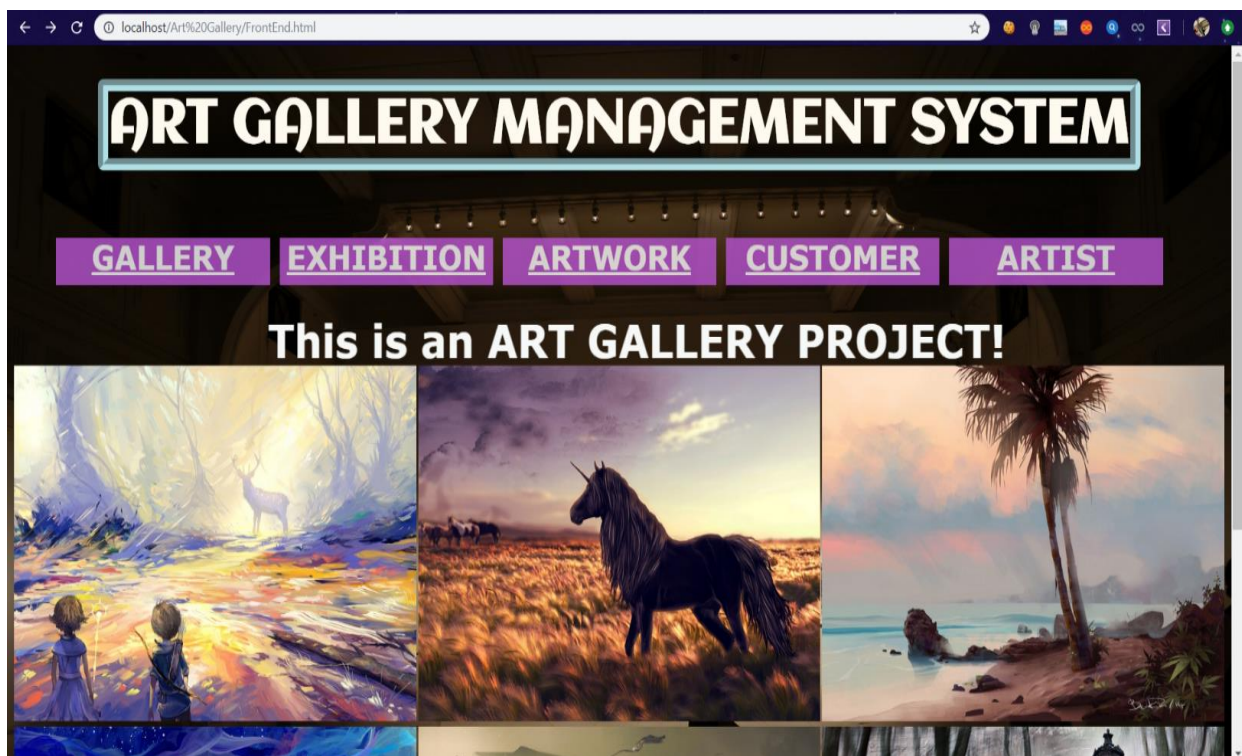 localhost/Art%20Gallery/FrontEnd.html
ART GALLERY MANAGEMENT SYSTEM
GALLERY EXHIBITION ARTWORK CUSTOMER ARTIST
This is an ART GALLERY PROJECT!